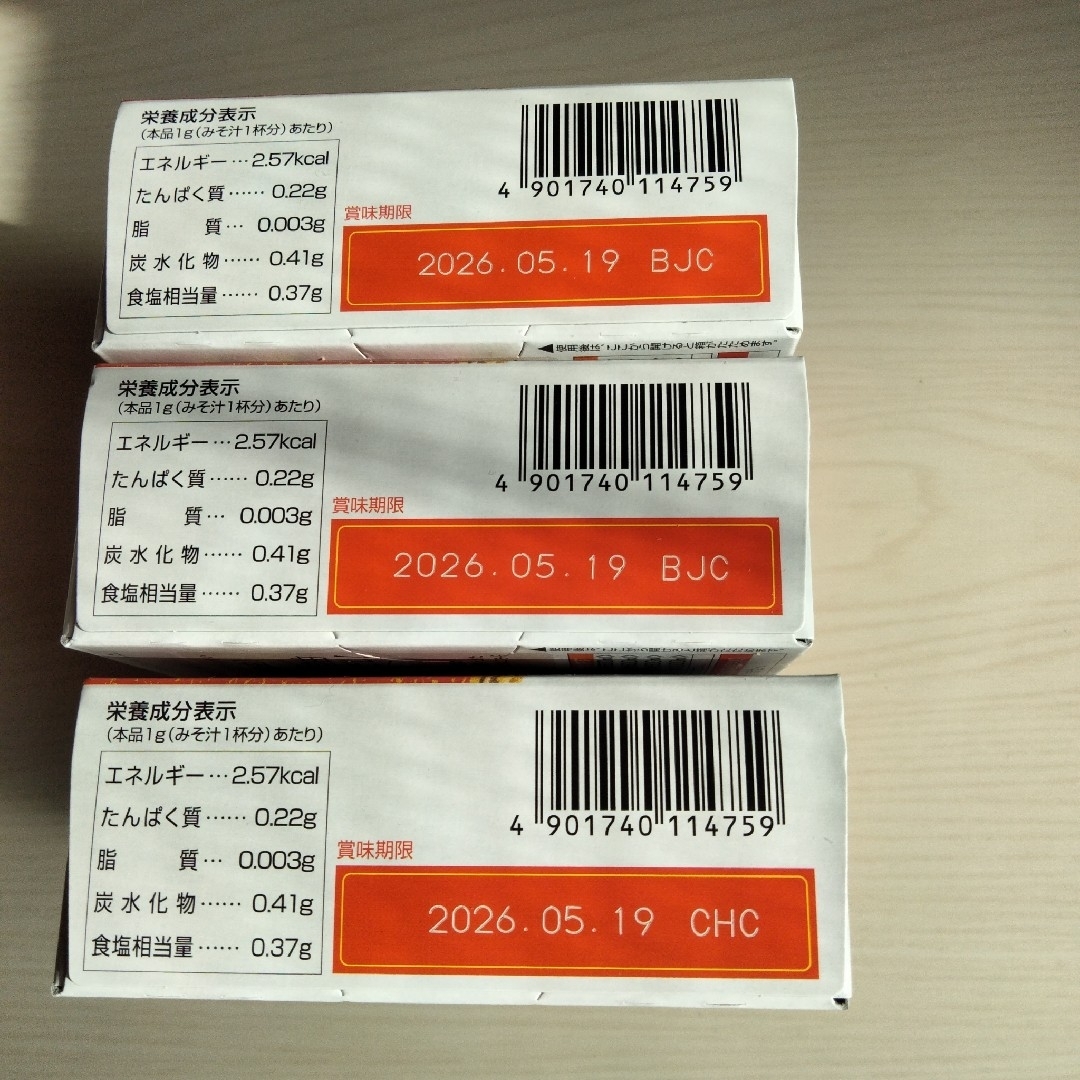 栄養成分表示
(本品1g(みそ汁1杯分)あたり)
エネルギー…2.57kcal
たんぱく質……0.22g
脂 質…0.003g
炭水化物……0.41g
食塩相当量……0.37g
4 901740 114759
賞味期限
2026.05.19 BJC
栄養成分表示
(本品1g(みそ汁1杯分)あたり)
エネルギー…2.57kcal
たんぱく質……0.22g
脂 質…0.003g
炭水化物……0.41g
食塩相当量……0.37g
4 901740 114759
賞味期限
2026.05.19 BJC
栄養成分表示
(本品1g(みそ汁1杯分)あたり)
エネルギー…2.57kcal
たんぱく質……0.22g
脂 質…0.003g
炭水化物……0.41g
食塩相当量……0.37g
4 901740 114759
賞味期限
2026.05.19 CHC